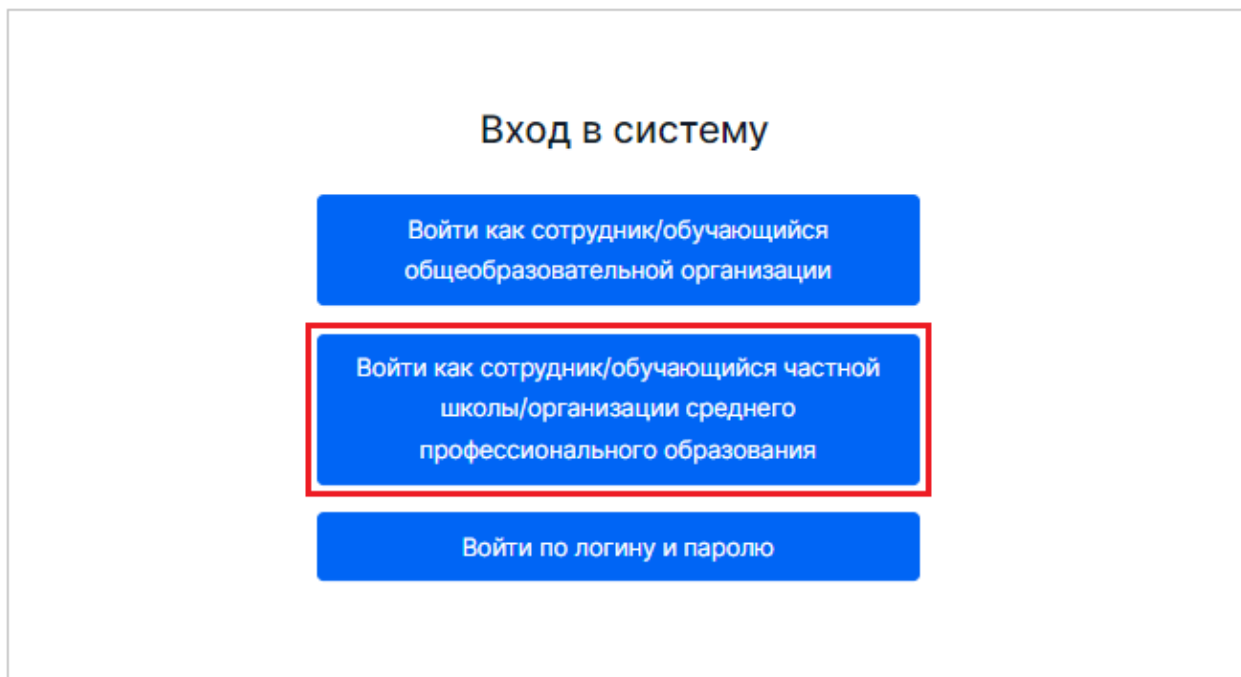 Вход в систему
Войти как сотрудник/обучающийся
общеобразовательной организации
Войти как сотрудник/обучающийся частной
школы/организации среднего
профессионального образования
Войти по логину и паролю